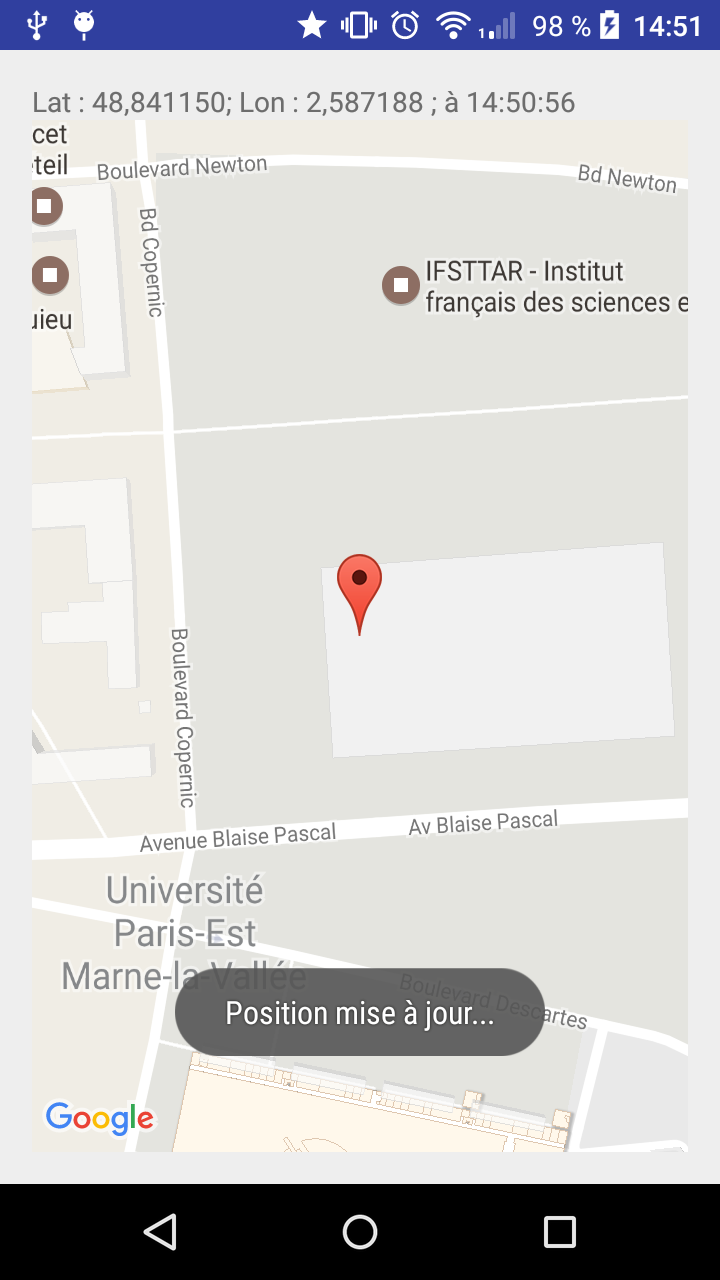 98 % 14:51
Lat : 48,841150; Lon : 2,587188 ; à 14:50:56
cet
teil
Boulevard Newton
Bd Newton
Bd Copernic
IFSTTAR - Institut
français des sciences e
uieu
Boulevard Copernic
Avenue Blaise Pascal
Av Blaise Pascal
Université
Paris-Est
Marne-la-Vallée
Boulevard Descartes
Position mise à jour...
Google